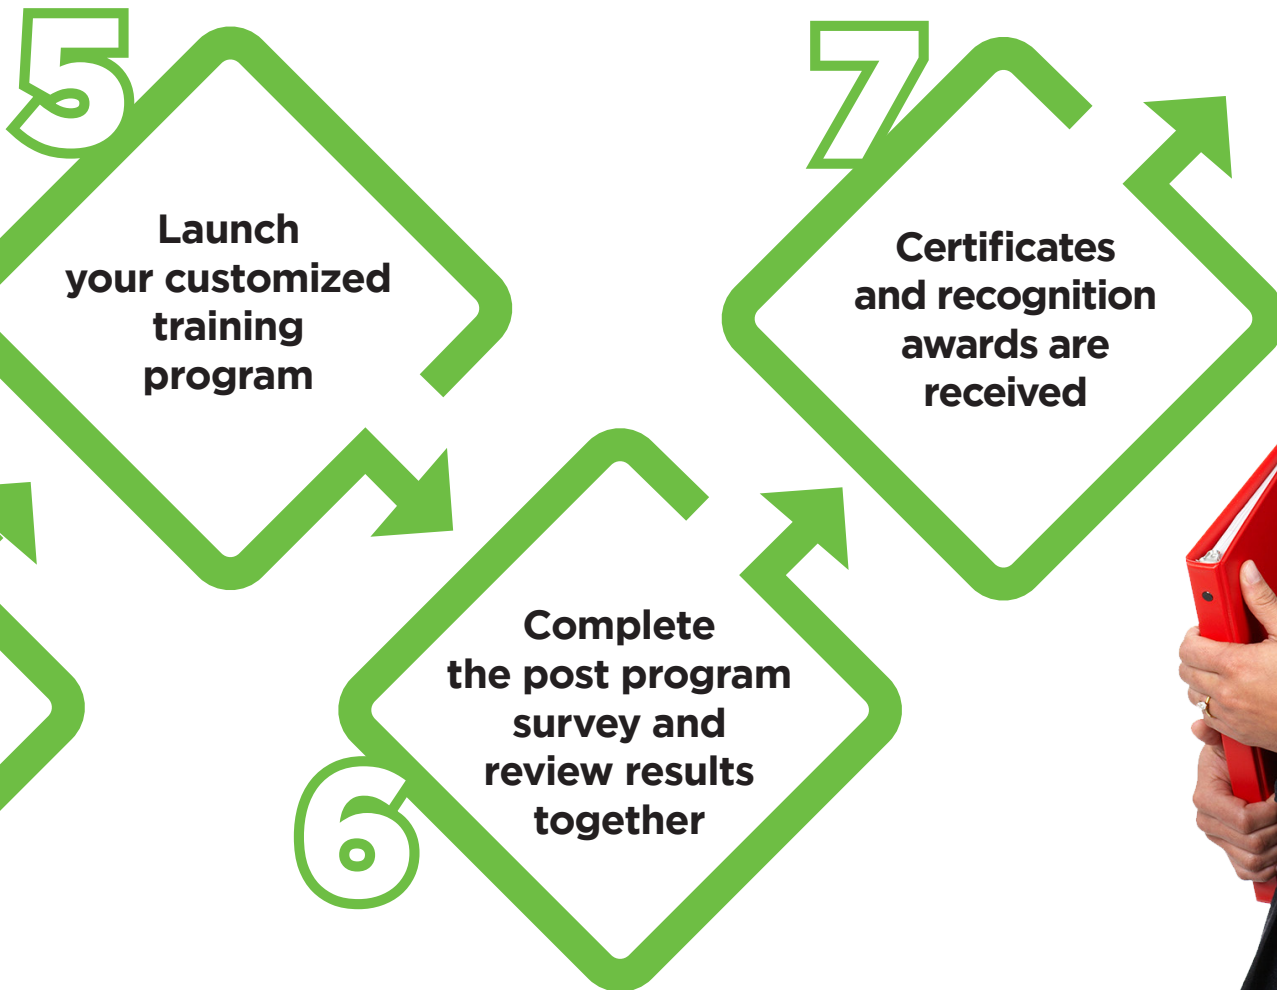 5
Launch
your customized
training
program
6
Complete
the post program
survey and
review results
together
7
Certificates
and recognition
awards are
received